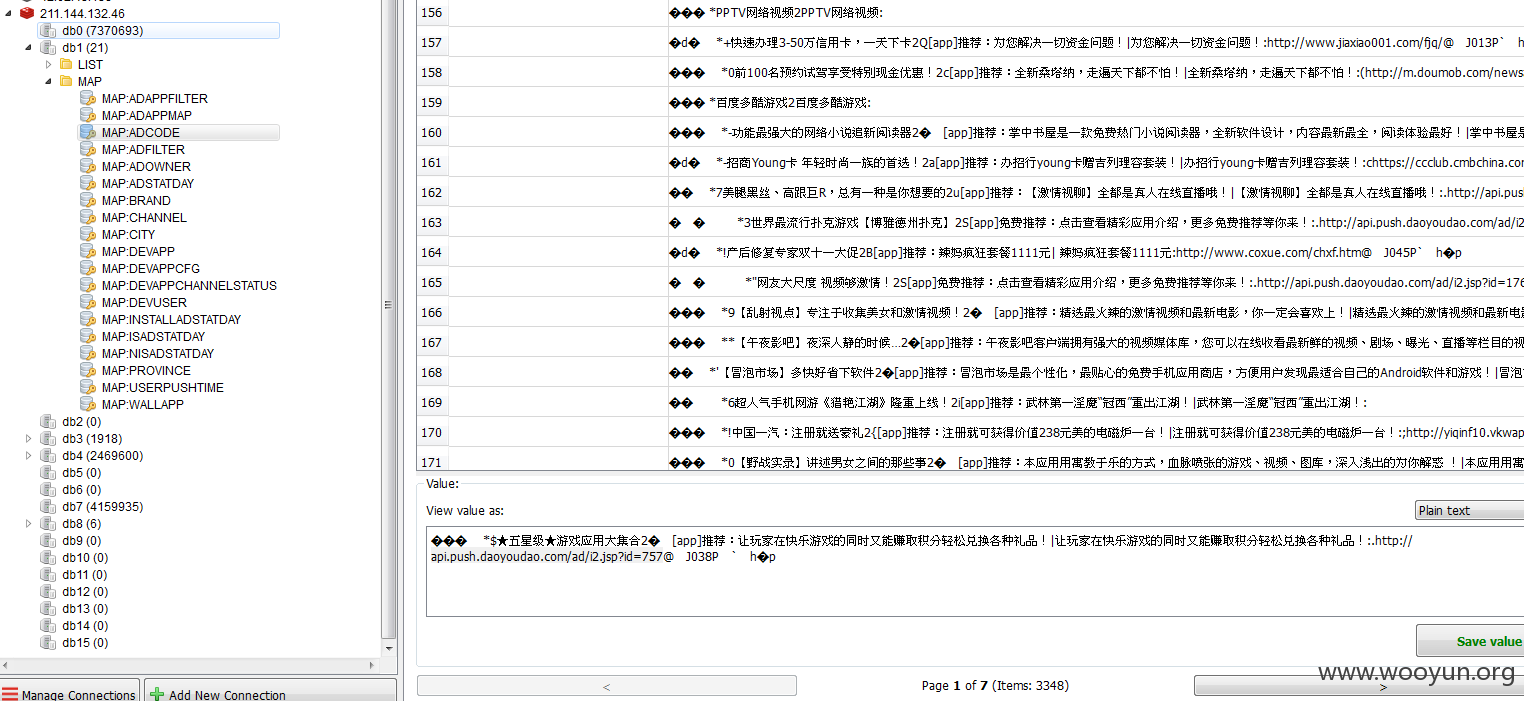 211.144.132.46
db0 (7370693)
db1 (21)
LIST
MAP
MAP:ADAPPFILTER
MAP:ADAPPMAP
MAP:ADCODE
MAP:ADFILTER
MAP:ADOWNER
MAP:ADSTATDAY
MAP:BRAND
MAP:CHANNEL
MAP:CITY
MAP:DEVAPP
MAP:DEVAPPCFG
MAP:DEVAPPCHANNELSTATUS
MAP:DEVUSER
MAP:INSTALLADSTATDAY
MAP:ISADSTATDAY
MAP:NISADSTATDAY
MAP:PROVINCE
MAP:USERPUSHTIME
MAP:WALLAPP
db2 (0)
db3 (1918)
db4 (2469600)
db5 (0)
db6 (0)
db7 (4159935)
db8 (6)
db9 (0)
db10 (0)
db11 (0)
db12 (0)
db13 (0)
db14 (0)
db15 (0)
Manage Connections
Add New Connection
156 ��� *PPTV网络视频2PPTV网络视频:
157 �d� *+快速办理3-50万信用卡，一天下卡2Q[app]推荐：为您解决一切资金问题！|为您解决一切资金问题！:http://www.jiaxiao001.com/fjq/@ J013P` h
158 ��� *0前100名预约试驾享受特别现金优惠！2c[app]推荐：全新桑塔纳，走遍天下都不怕！|全新桑塔纳，走遍天下都不怕！:(http://m.doumob.com/news
159 ��� *百度多酷游戏2百度多酷游戏:
160 ��� *-功能最强大的网络小说追新阅读器2� [app]推荐：掌中书屋是一款免费热门小说阅读器，全新软件设计，内容最新最全，阅读体验最好！|掌中书屋是
161 �d� *-招商Young卡 年轻时尚一族的首选！2a[app]推荐：办招行young卡赠吉列理容套装！|办招行young卡赠吉列理容套装！:chttps://ccclub.cmbchina.com
162 �� *7美腿黑丝、高跟巨R，总有一种是你想要的2u[app]推荐：【激情视聊】全都是真人在线直播哦！|【激情视聊】全都是真人在线直播哦！:.http://api.pus
163 � � *3世界最流行扑克游戏【博雅德州扑克】2S[app]免费推荐：点击查看精彩应用介绍，更多免费推荐等你来！:.http://api.push.daoyoudao.com/ad/i2
164 �d� *!产后修复专家双十一大促2B[app]推荐：辣妈疯狂套餐1111元| 辣妈疯狂套餐1111元:http://www.coxue.com/chxf.htm@ J045P` h�p
165 � � *"网友大尺度 视频够激情！2S[app]免费推荐：点击查看精彩应用介绍，更多免费推荐等你来！:.http://api.push.daoyoudao.com/ad/i2.jsp?id=176
166 ��� *9【乱射视点】专注于收集美女和激情视频！2� [app]推荐：精选最火辣的激情视频和最新电影，你一定会喜欢上！|精选最火辣的激情视频和最新电
167 ��� **【午夜影吧】夜深人静的时候...2�[app]推荐：午夜影吧客户端拥有强大的视频媒体库，您可以在线收看最新鲜的视频、剧场、曝光、直播等栏目的视
168 �� *'【冒泡市场】多快好省下软件2�[app]推荐：冒泡市场是最个性化，最贴心的免费手机应用商店，方便用户发现最适合自己的Android软件和游戏！|冒泡
169 �� *6超人气手机网游《猎艳江湖》隆重上线！2i[app]推荐：武林第一淫魔"冠西"重出江湖！|武林第一淫魔"冠西"重出江湖！:
170 ��� *!中国一汽：注册就送豪礼2{[app]推荐：注册就可获得价值238元美的电磁炉一台！|注册就可获得价值238元美的电磁炉一台！:;http://yiqinf10.vkwap
171 ��� *0【野战实录】讲述男女之间的那些事2� [app]推荐：本应用用寓教于乐的方式，血脉喷张的游戏、视频、图库，深入浅出的为你解惑 ！|本应用用寓
Value:
View value as:
Plain text
��� *$★五星级★游戏应用大集合2� [app]推荐：让玩家在快乐游戏的同时又能赚取积分轻松兑换各种礼品！|让玩家在快乐游戏的同时又能赚取积分轻松兑换各种礼品！:.http://
api.push.daoyoudao.com/ad/i2.jsp?id=757@ J038P ` h�p
Save value
www.wooyun.org
<
Page 1 of 7 (Items: 3348)
>